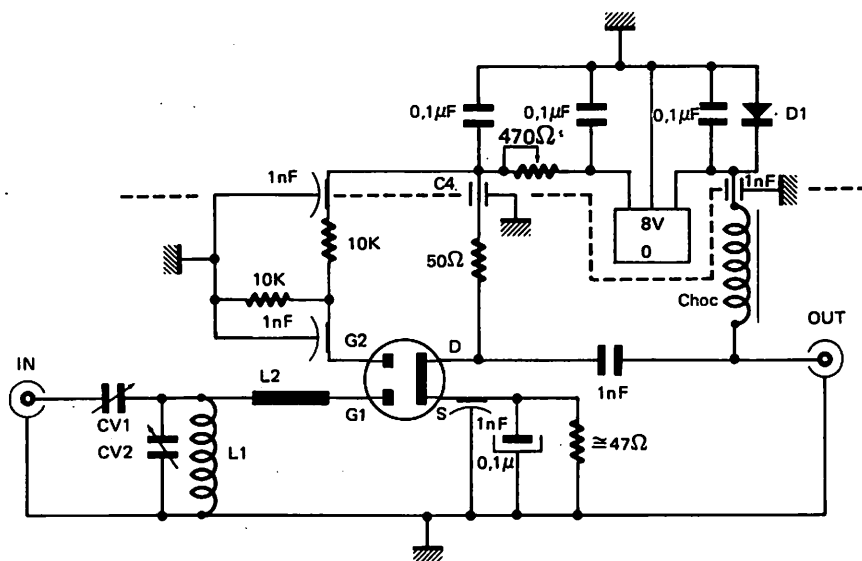 0,1µF
0,1µF
0,1µF
D1
470Ω
1nF
C4
1nF
10K
8V
0
10K
50Ω
Choc
1nF
G2
D
OUT
IN
L2
1nF
G1
S
CV1
1nF
CV2
L1
0,1µ
≅47Ω